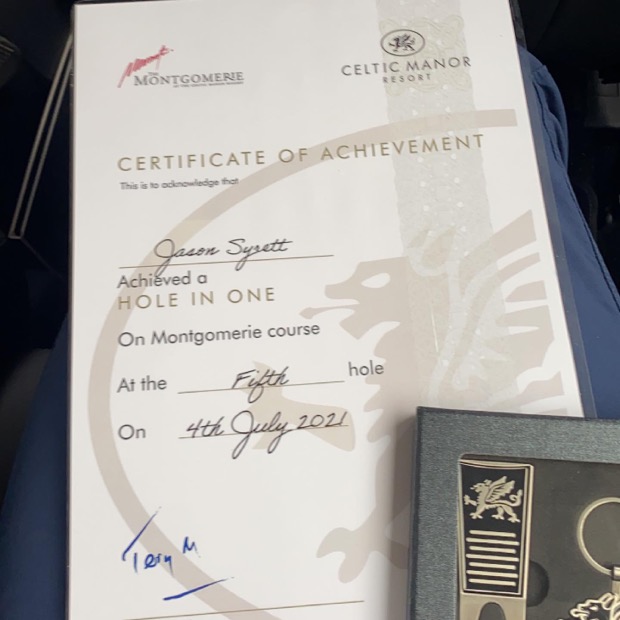 THE
MONTGOMERIE
CELTIC MANOR
RESORT
CERTIFICATE OF ACHIEVEMENT
This is to acknowledge that
Jason Syrett
Achieved a
HOLE IN ONE
On Montgomerie course
At the Fifth hole
On 4th July 2021
Terry M